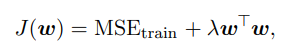 J(𝒘) = MSE_train + λ𝒘^⊤𝒘,